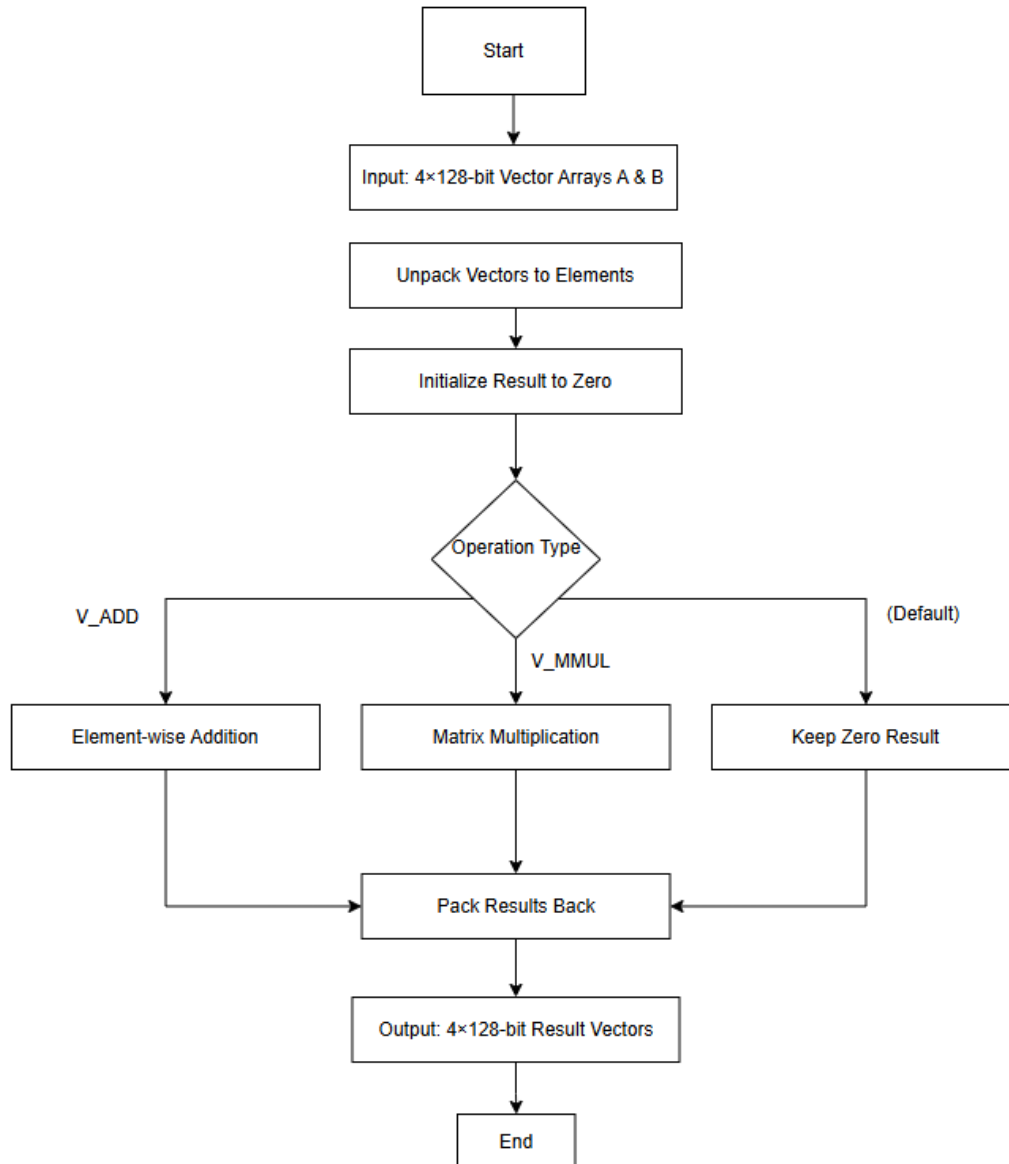 Start
Input: 4×128-bit Vector Arrays A & B
Unpack Vectors to Elements
Initialize Result to Zero
Operation Type
V_ADD
(Default)
V_MMUL
Element-wise Addition
Matrix Multiplication
Keep Zero Result
Pack Results Back
Output: 4×128-bit Result Vectors
End